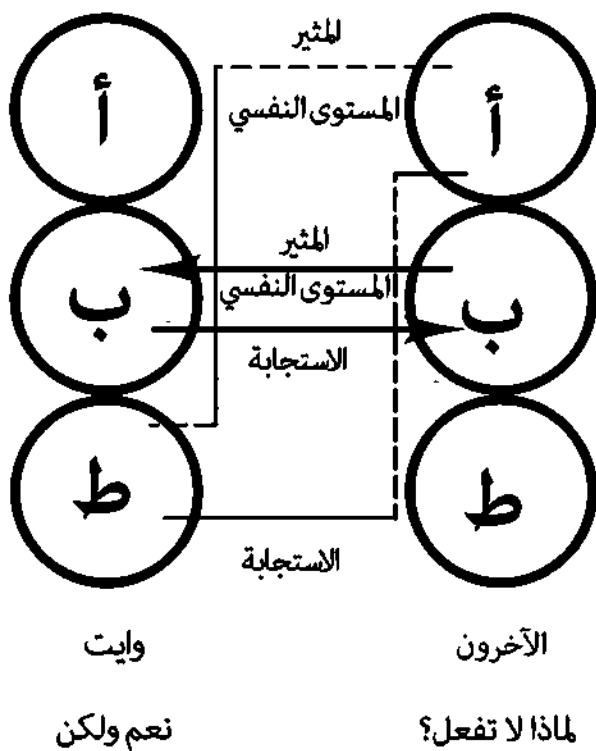 المثير
أ أ
المستوى النفسي
المثير
ب ب
المستوى النفسي
الاستجابة
ط ط
الاستجابة
الآخرون وايت
لماذا لا تفعل؟ نعم ولكن